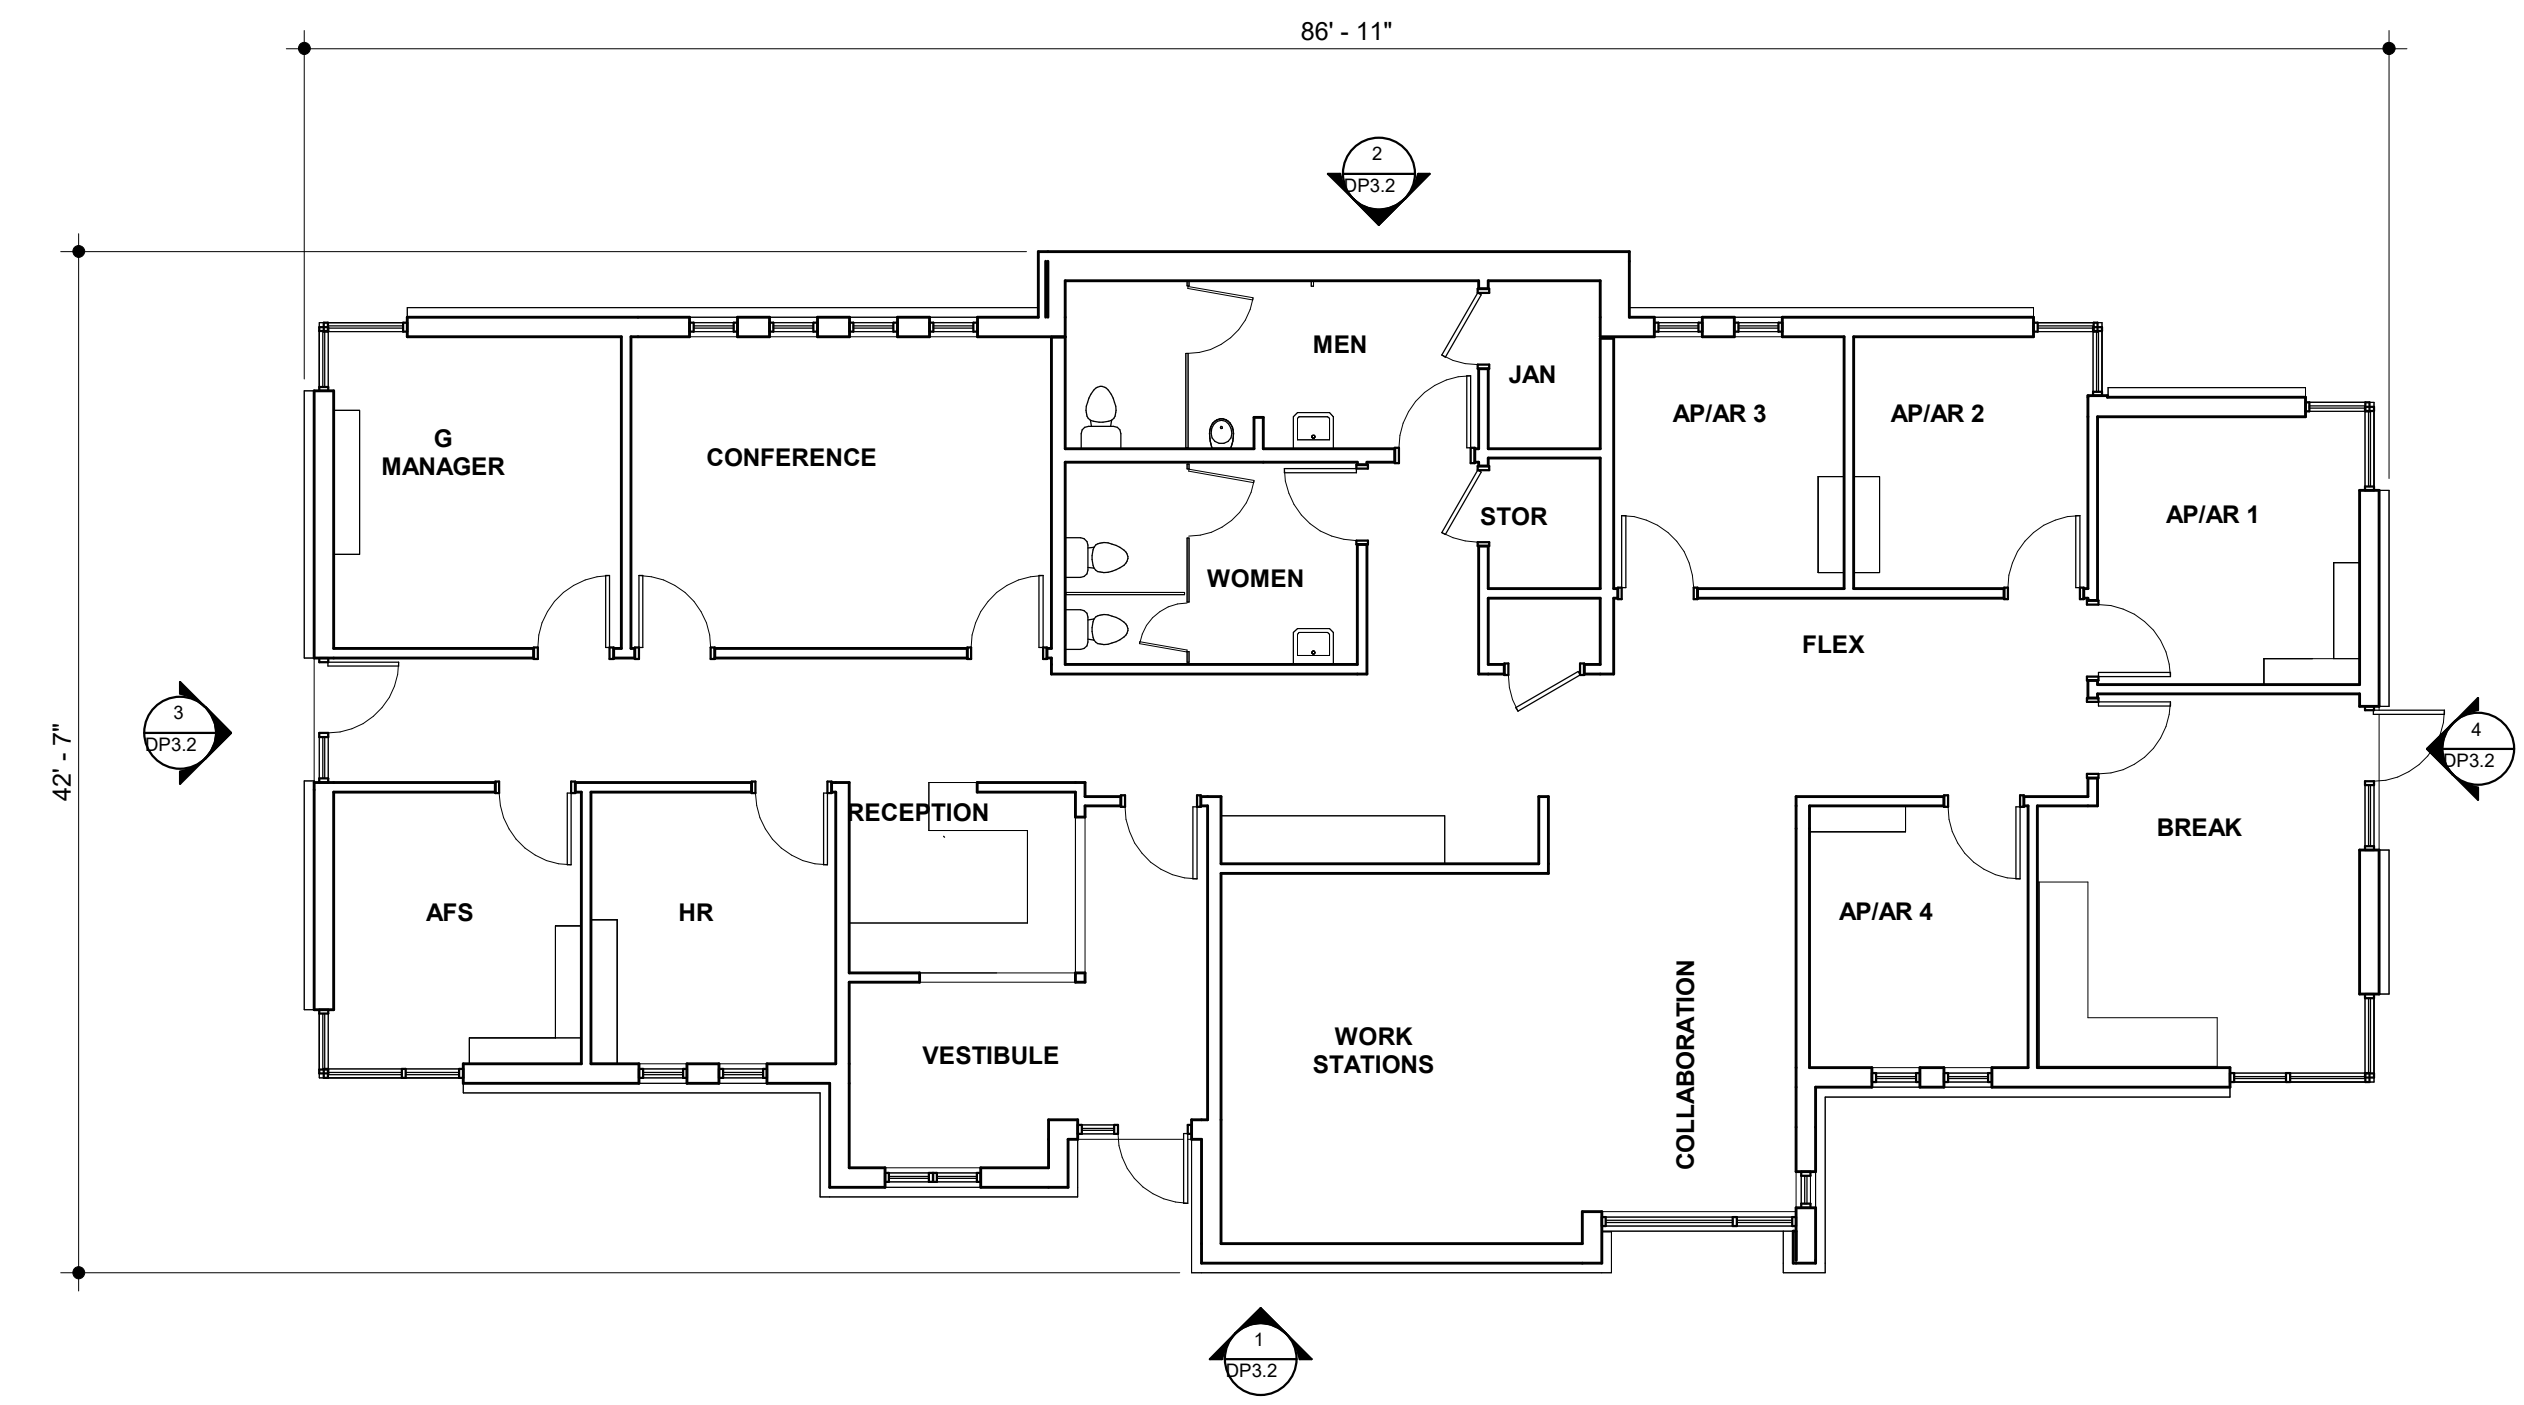 86' - 11"
2
DP3.2
MEN
JAN
AP/AR 3
AP/AR 2
G
MANAGER
CONFERENCE
STOR
AP/AR 1
WOMEN
FLEX
3
DP3.2
42' - 7"
4
DP3.2
RECEPTION
BREAK
AFS
HR
AP/AR 4
WORK
STATIONS
VESTIBULE
COLLABORATION
1
DP3.2